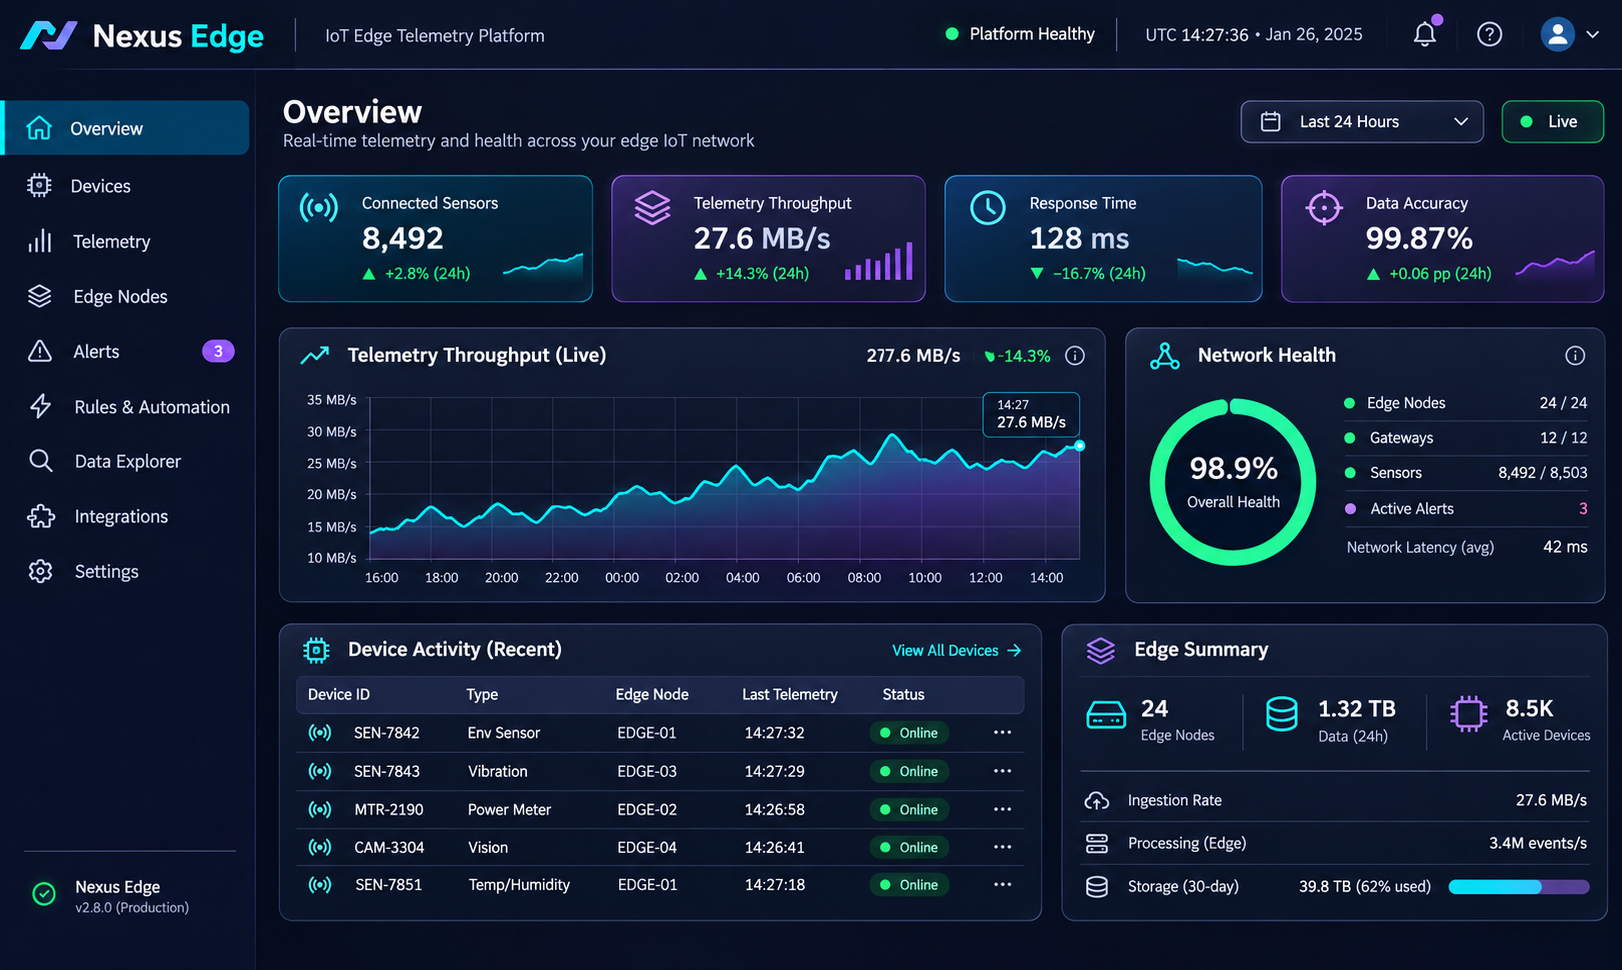 Nexus Edge
IoT Edge Telemetry Platform
Platform Healthy
UTC 14:27:36 • Jan 26, 2025
Overview
Devices
Telemetry
Edge Nodes
Alerts 3
Rules & Automation
Data Explorer
Integrations
Settings
Nexus Edge
v2.8.0 (Production)
Overview
Real-time telemetry and health across your edge IoT network
Last 24 Hours
Live
Connected Sensors
8,492
▲ +2.8% (24h)
Telemetry Throughput
27.6 MB/s
▲ +14.3% (24h)
Response Time
128 ms
▼ −16.7% (24h)
Data Accuracy
99.87%
▲ +0.06 pp (24h)
Telemetry Throughput (Live)
277.6 MB/s
-14.3%
35 MB/s
30 MB/s
25 MB/s
20 MB/s
15 MB/s
10 MB/s
14:27
27.6 MB/s
16:00 18:00 20:00 22:00 00:00 02:00 04:00 06:00 08:00 10:00 12:00 14:00
Network Health
98.9%
Overall Health
Edge Nodes 24 / 24
Gateways 12 / 12
Sensors 8,492 / 8,503
Active Alerts 3
Network Latency (avg) 42 ms
Device Activity (Recent)
View All Devices →
Device ID Type Edge Node Last Telemetry Status
SEN-7842 Env Sensor EDGE-01 14:27:32 Online
SEN-7843 Vibration EDGE-03 14:27:29 Online
MTR-2190 Power Meter EDGE-02 14:26:58 Online
CAM-3304 Vision EDGE-04 14:26:41 Online
SEN-7851 Temp/Humidity EDGE-01 14:27:18 Online
Edge Summary
24
Edge Nodes
1.32 TB
Data (24h)
8.5K
Active Devices
Ingestion Rate 27.6 MB/s
Processing (Edge) 3.4M events/s
Storage (30-day) 39.8 TB (62% used)